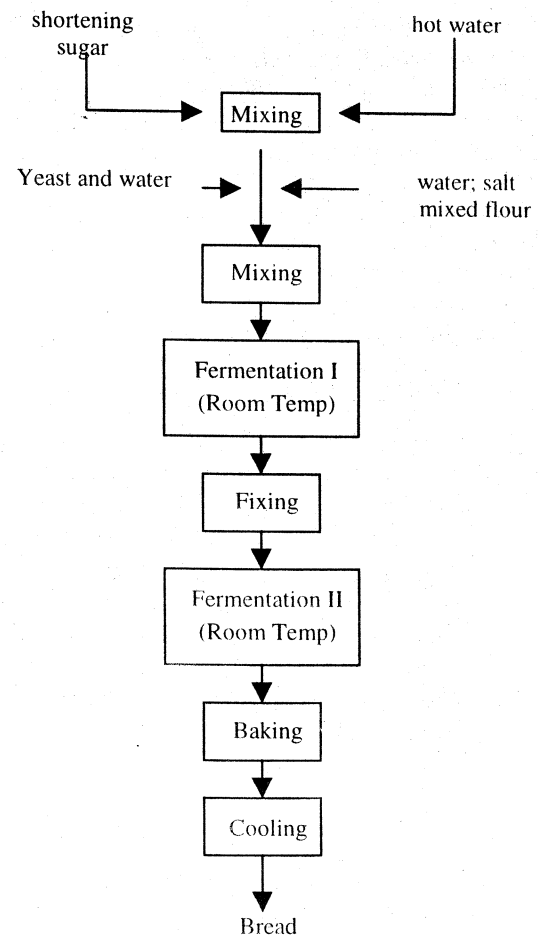 shortening
sugar
hot water
Mixing
Yeast and water
water; salt
mixed flour
Mixing
Fermentation I
(Room Temp)
Fixing
Fermentation II
(Room Temp)
Baking
Cooling
Bread